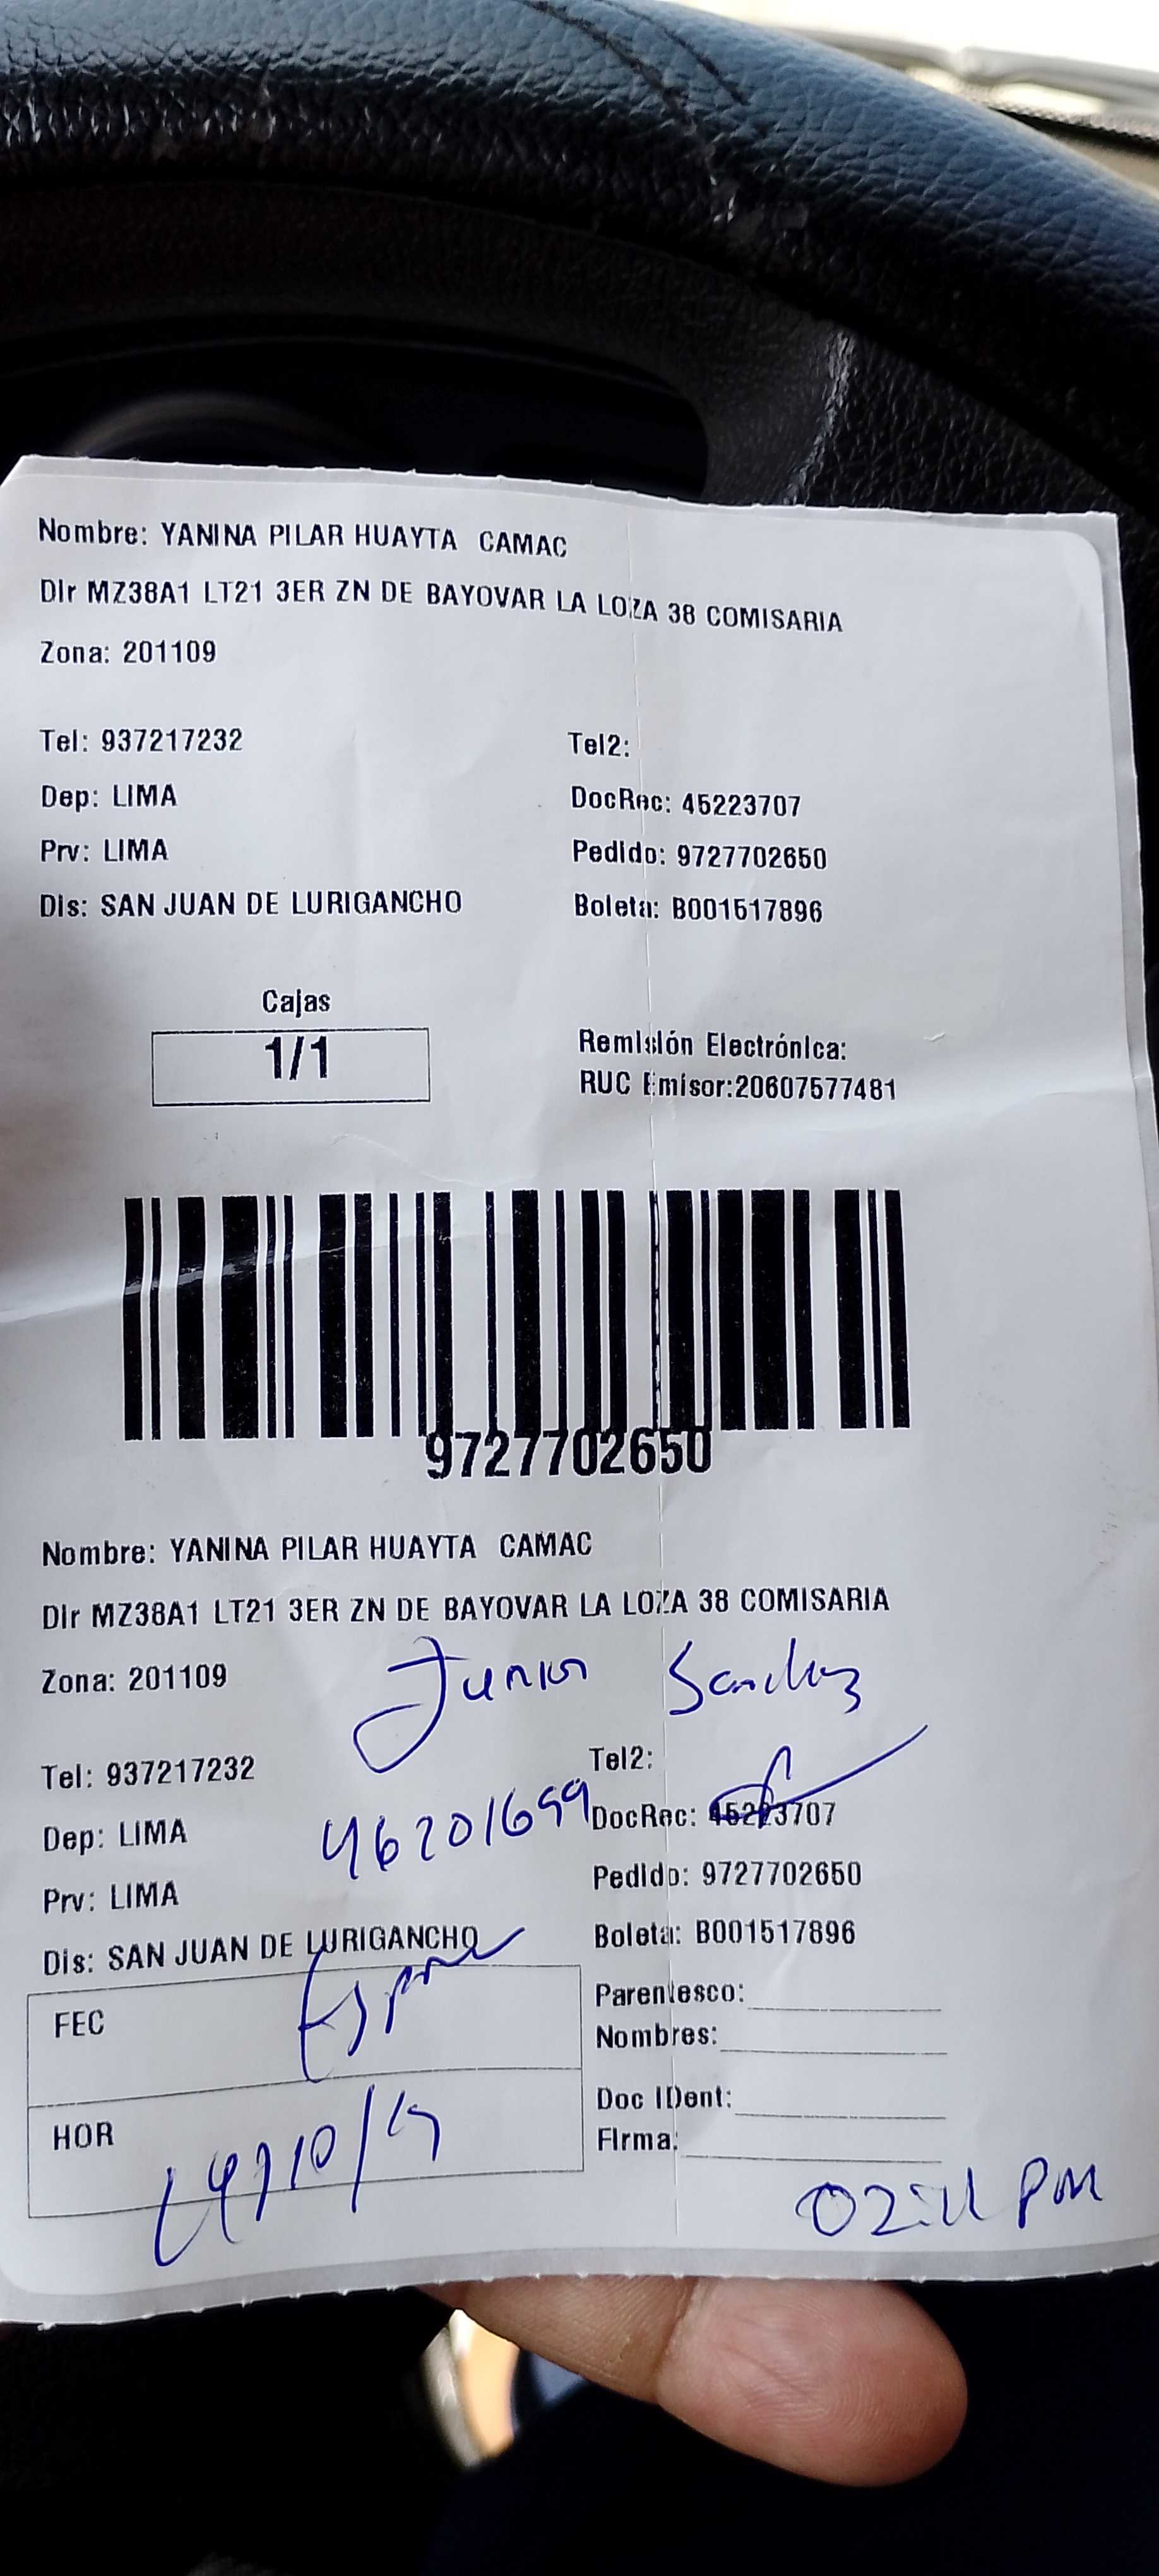 Nombre: YANINA PILAR HUAYTA CAMAC
Dir MZ38A1 LT21 3ER ZN DE BAYOVAR LA LOZA 38 COMISARIA
Zona: 201109
Tel: 937217232 Tel2:
Dep: LIMA DocRec: 45223707
Prv: LIMA Pedido: 9727702650
Dis: SAN JUAN DE LURIGANCHO Boleta: B001517896
Cajas
1/1
Remisión Electrónica:
RUC Emisor:20607577481
9727702650
Nombre: YANINA PILAR HUAYTA CAMAC
Dir MZ38A1 LT21 3ER ZN DE BAYOVAR LA LOZA 38 COMISARIA
Zona: 201109
Junior Sanchez
Tel: 937217232 Tel2:
Dep: LIMA 46201699 DocRec: 45223707
Prv: LIMA Pedido: 9727702650
Dis: SAN JUAN DE LURIGANCHO Boleta: B001517896
FEC
Parentesco:
Nombres:
HOR
Doc IDent:
Firma:
PM